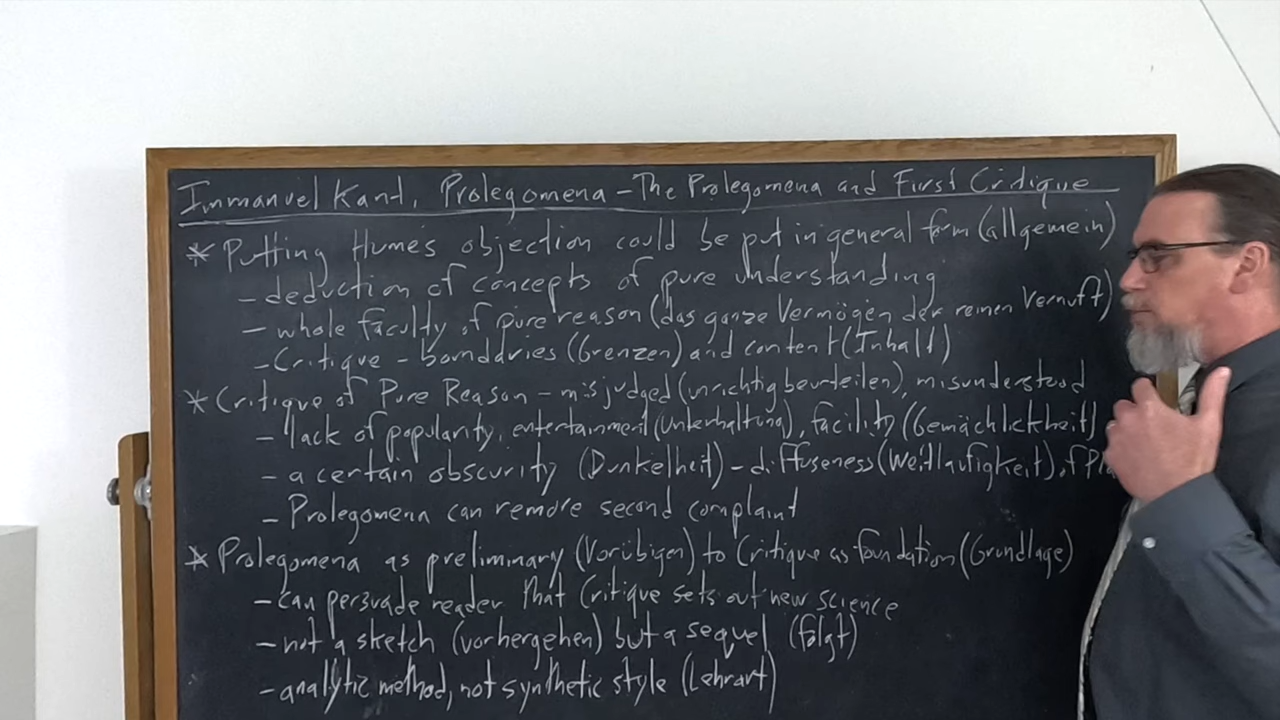 Immanuel Kant, Prolegomena - The Prolegomena and First Critique
* Putting Hume's objection could be put in general form (allgemein)
- deduction of concepts of pure understanding
- whole faculty of pure reason (das ganze Vermögen der reinen Vernuft)
- Critique - bounddries (Grenzen) and content (Inhalt)
* Critique of Pure Reason - misjudged (unrichtig beurteilen), misunderstood
- lack of popularity, entertainment (Unterhaltung), facility (Gemächlichkeit)
- a certain obscurity (Dunkelheit) - diffuseness (Weitlaufigkeit) of Pla
- Prolegomena can remove second complaint
* Prolegomena as preliminary (Vorübigen) to Critique as foundation (Grundlage)
- can persuade reader that Critique sets out new science
- not a sketch (vorhergehen) but a sequel (folgt)
- analytic method, not synthetic style (Lehrart)